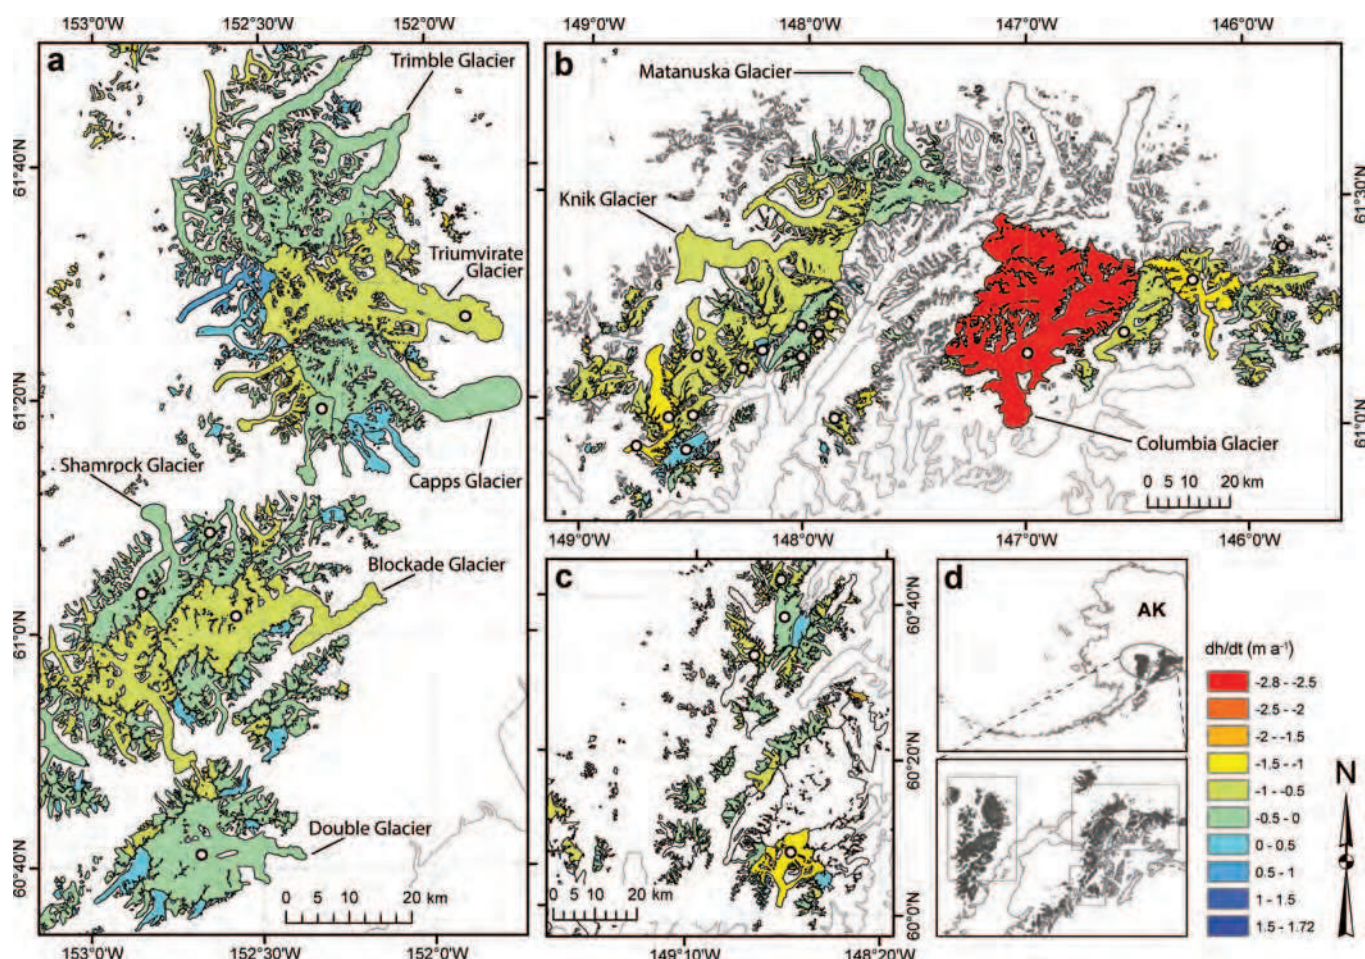 153°0'W 152°30'W 152°0'W
149°0'W 148°0'W 147°0'W 146°0'W
a
Trimble Glacier
61°40'N
Triumvirate
Glacier
61°20'N
Shamrock Glacier
Capps Glacier
Blockade Glacier
61°0'N
Double Glacier
60°40'N
0 5 10 20 km
153°0'W 152°30'W 152°0'W
b
Matanuska Glacier
Knik Glacier
61°30'N
61°0'N
Columbia Glacier
0 5 10 20 km
149°0'W 148°0'W 147°0'W 146°0'W
c
60°40'N
60°20'N
60°0'N
0 5 10 20 km
149°10'W 148°20'W
d
AK
dh/dt (m a⁻¹)
-2.8 - -2.5
-2.5 - -2
-2 - -1.5
-1.5 - -1
-1 - -0.5
-0.5 - 0
0 - 0.5
0.5 - 1
1 - 1.5
1.5 - 1.72
N